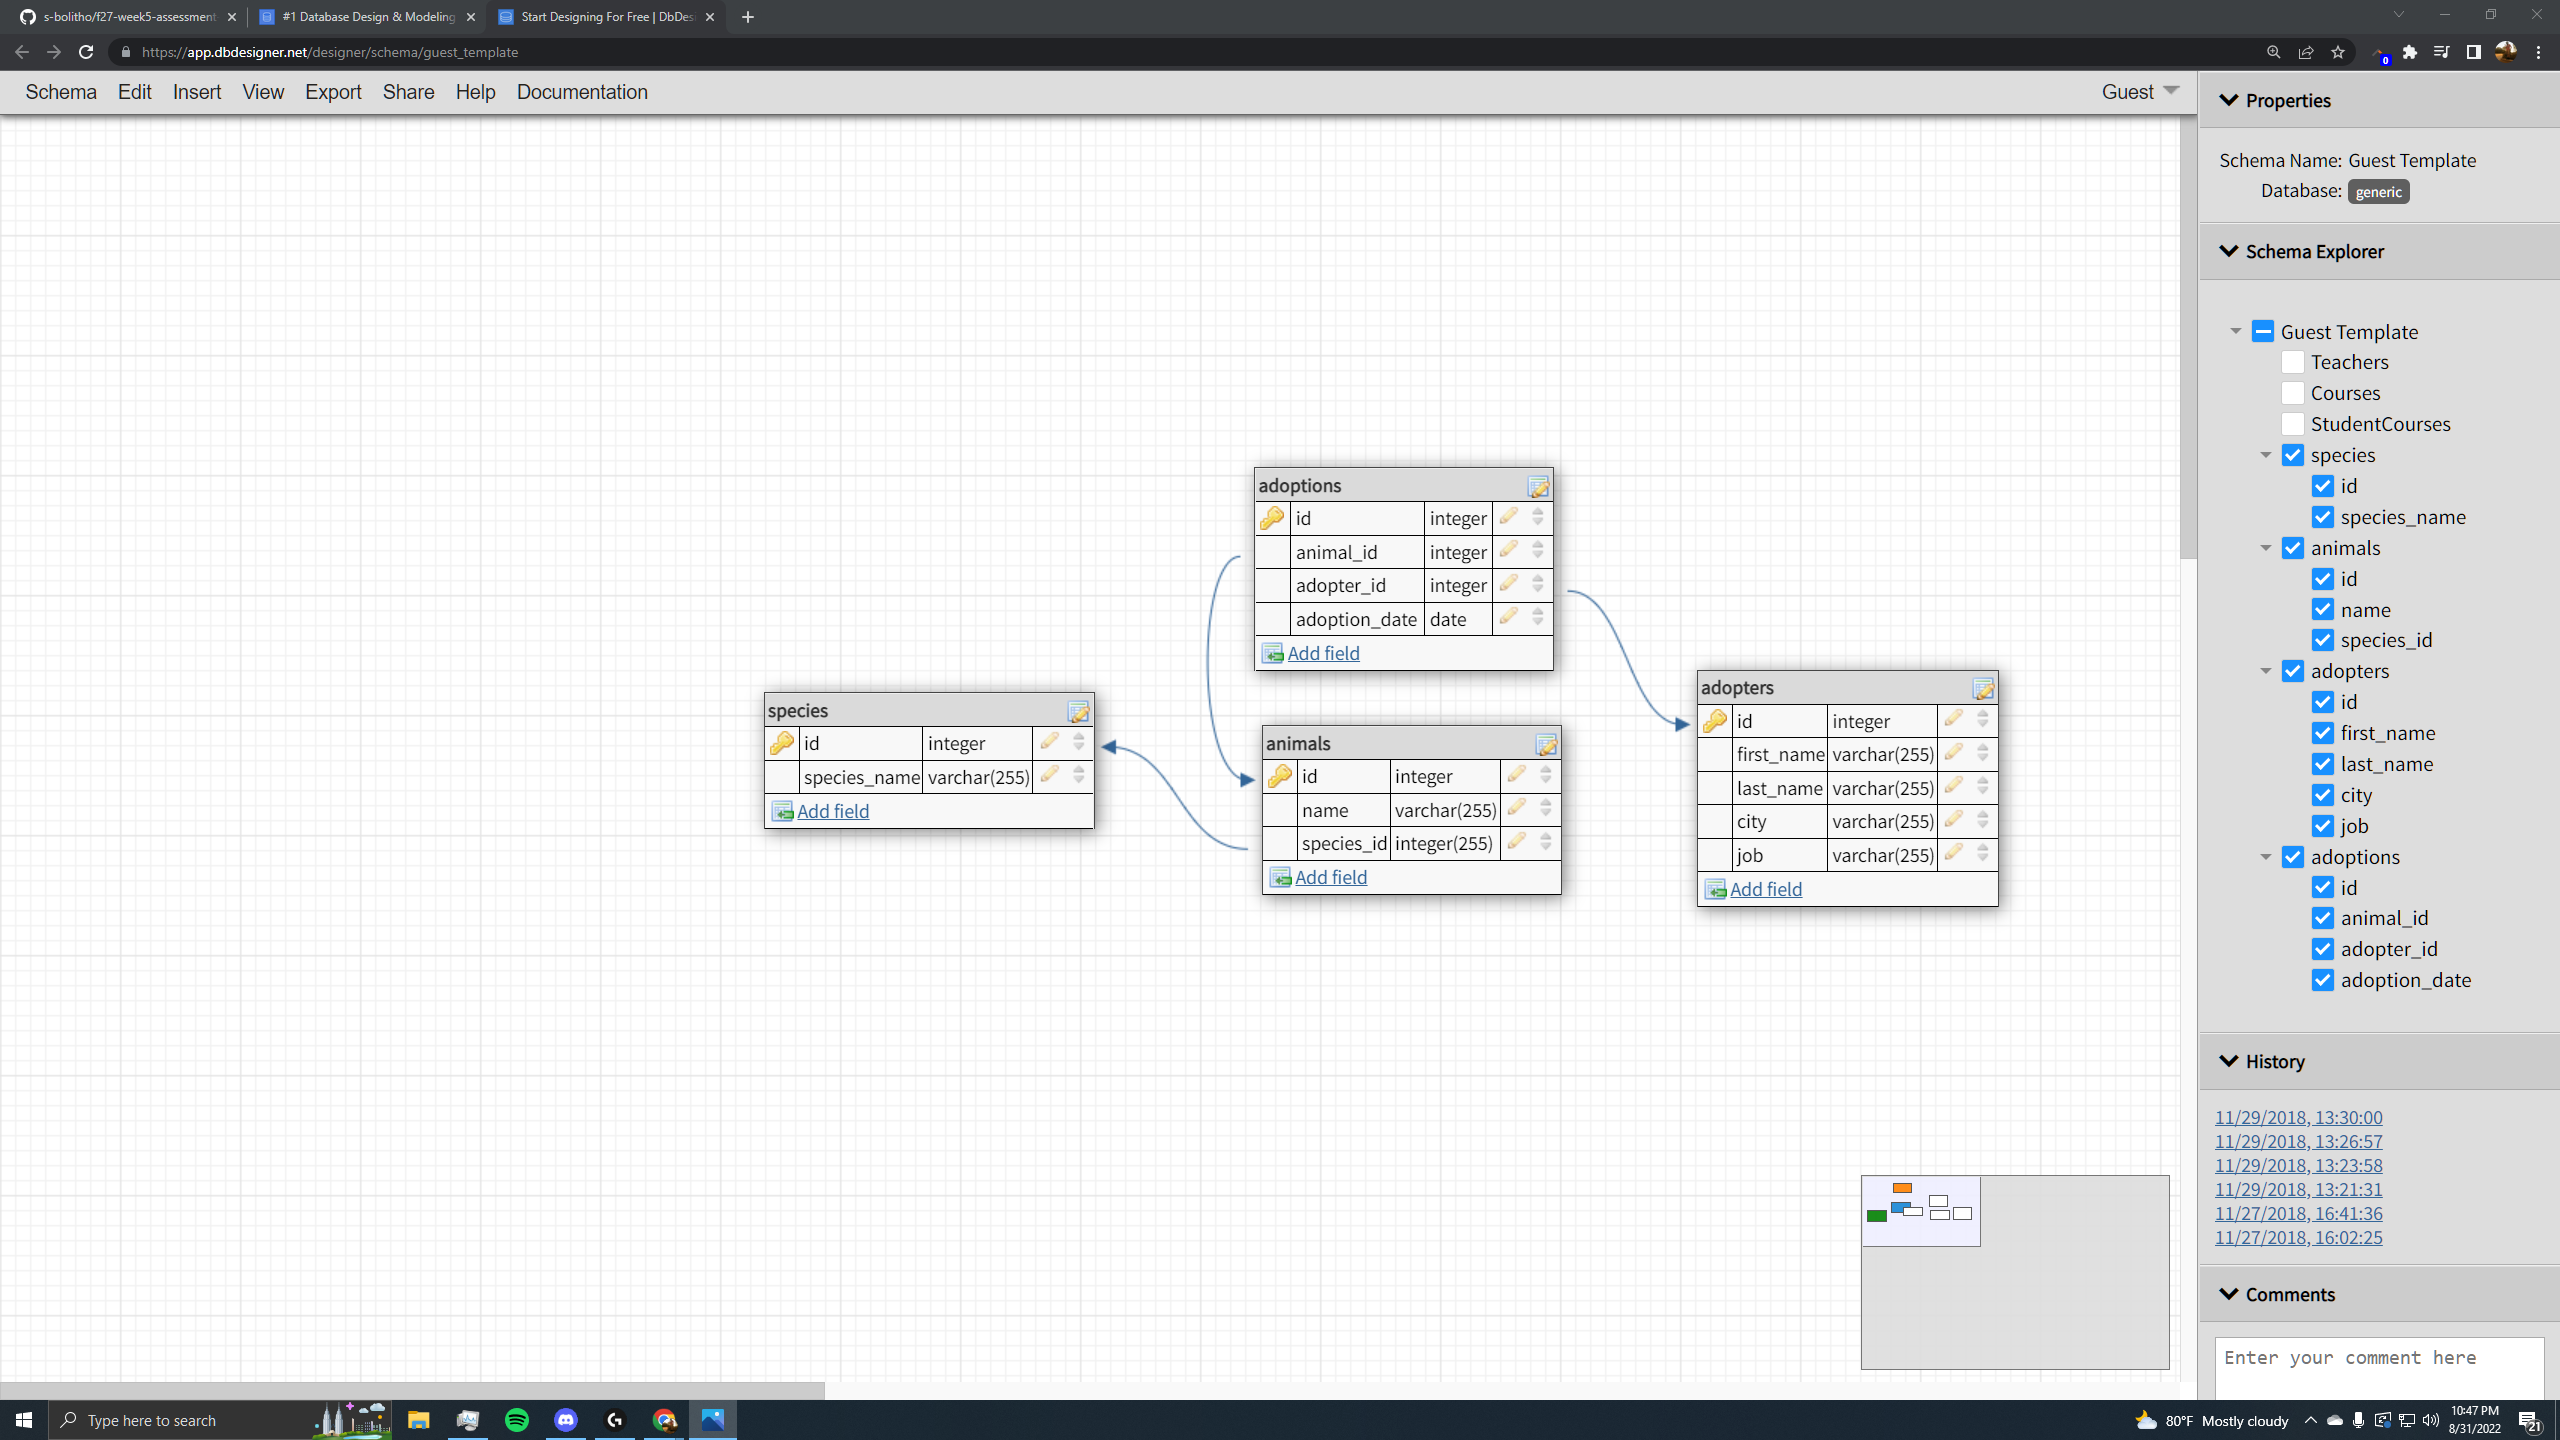 s-bolitho/f27-week5-assessment
#1 Database Design & Modeling
Start Designing For Free | DbDes
https://app.dbdesigner.net/designer/schema/guest_template
0
Schema Edit Insert View Export Share Help Documentation
Guest
adoptions
id integer
animal_id integer
adopter_id integer
adoption_date date
Add field
species
id integer
species_name varchar(255)
Add field
animals
id integer
name varchar(255)
species_id integer(255)
Add field
adopters
id integer
first_name varchar(255)
last_name varchar(255)
city varchar(255)
job varchar(255)
Add field
Properties
Schema Name: Guest Template
Database: generic
Schema Explorer
Guest Template
Teachers
Courses
StudentCourses
species
id
species_name
animals
id
name
species_id
adopters
id
first_name
last_name
city
job
adoptions
id
animal_id
adopter_id
adoption_date
History
11/29/2018, 13:30:00
11/29/2018, 13:26:57
11/29/2018, 13:23:58
11/29/2018, 13:21:31
11/27/2018, 16:41:36
11/27/2018, 16:02:25
Comments
Enter your comment here
Type here to search
80°F Mostly cloudy
10:47 PM
8/31/2022
21